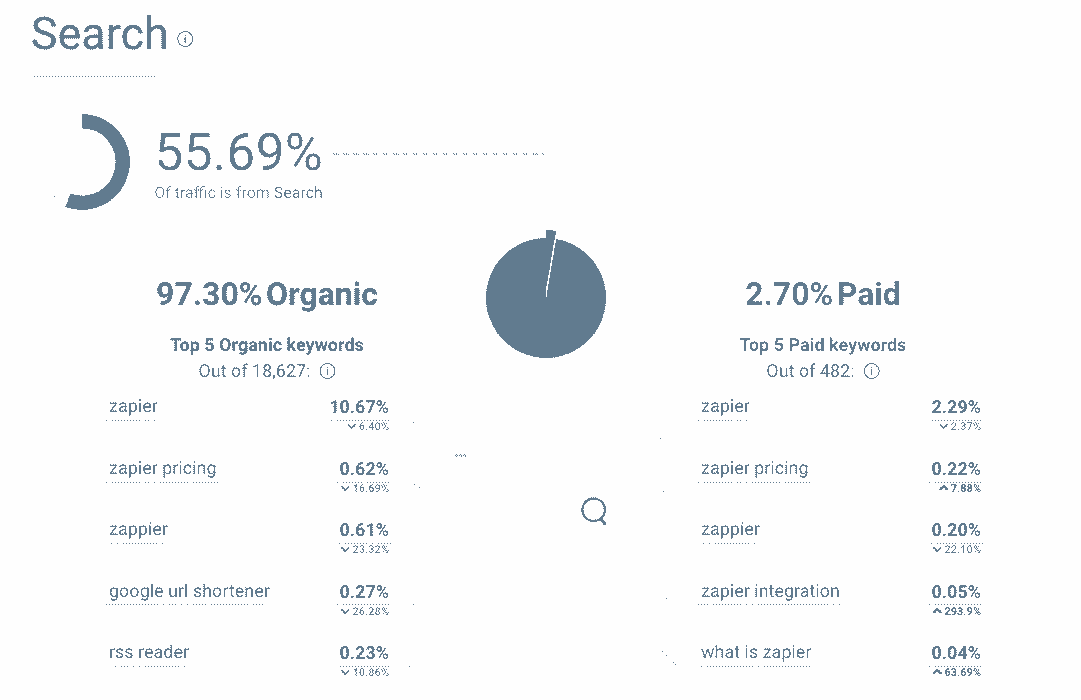 Search
55.69%
Of traffic is from Search
97.30% Organic
Top 5 Organic keywords
Out of 18,627:
zapier 10.67%
6.40%
zapier pricing 0.62%
16.69%
zappier 0.61%
23.32%
google url shortener 0.27%
26.28%
rss reader 0.23%
10.86%
2.70% Paid
Top 5 Paid keywords
Out of 482:
zapier 2.29%
2.37%
zapier pricing 0.22%
7.88%
zappier 0.20%
22.10%
zapier integration 0.05%
293.9%
what is zapier 0.04%
63.69%